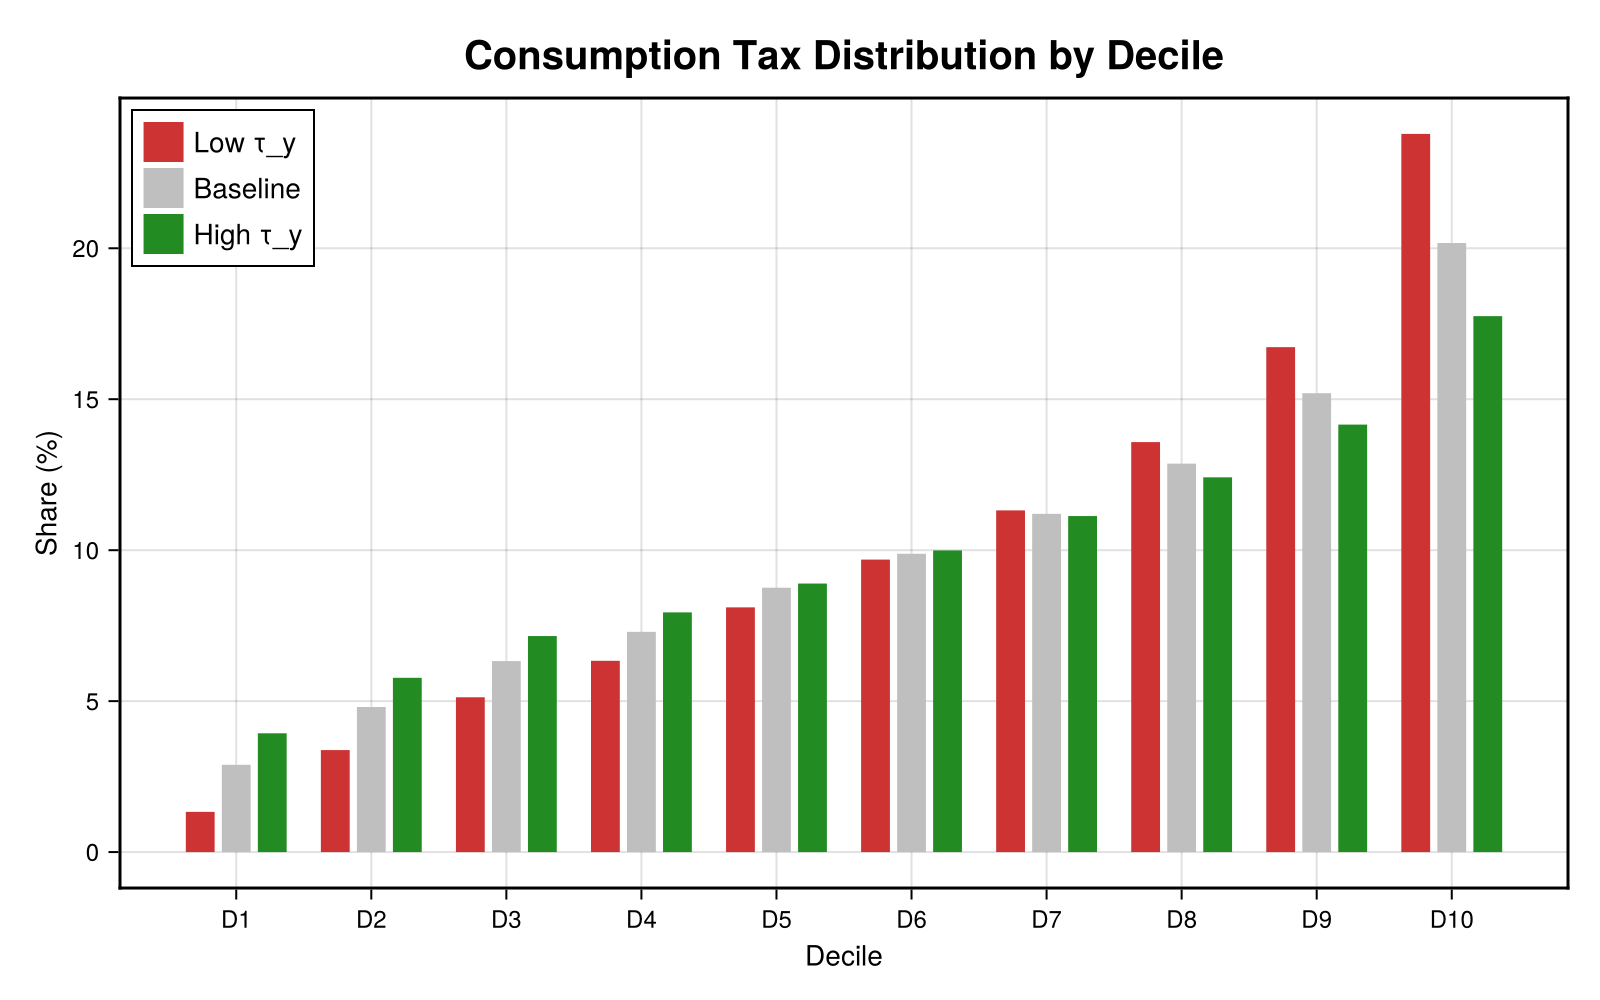 Consumption Tax Distribution by Decile
Low τ_y
Baseline
High τ_y
Share (%)
20
15
10
5
0
D1 D2 D3 D4 D5 D6 D7 D8 D9 D10
Decile